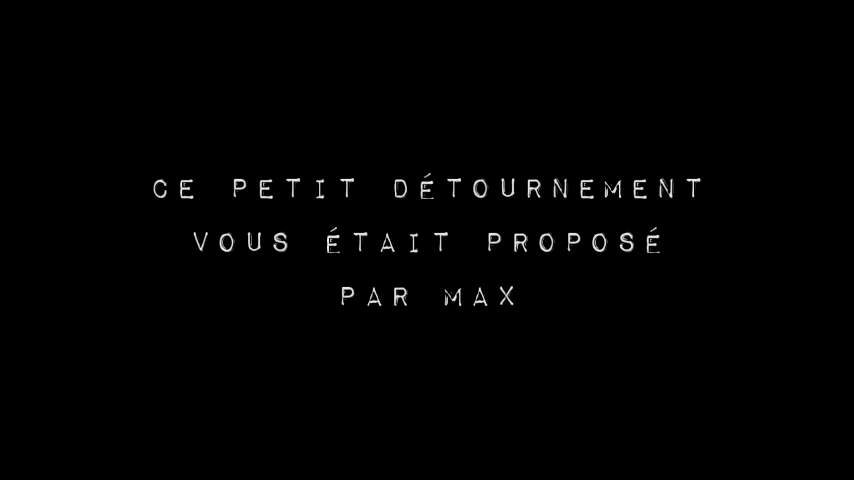 CE PETIT DÉTOURNEMENT
VOUS ÉTAIT PROPOSÉ
PAR MAX